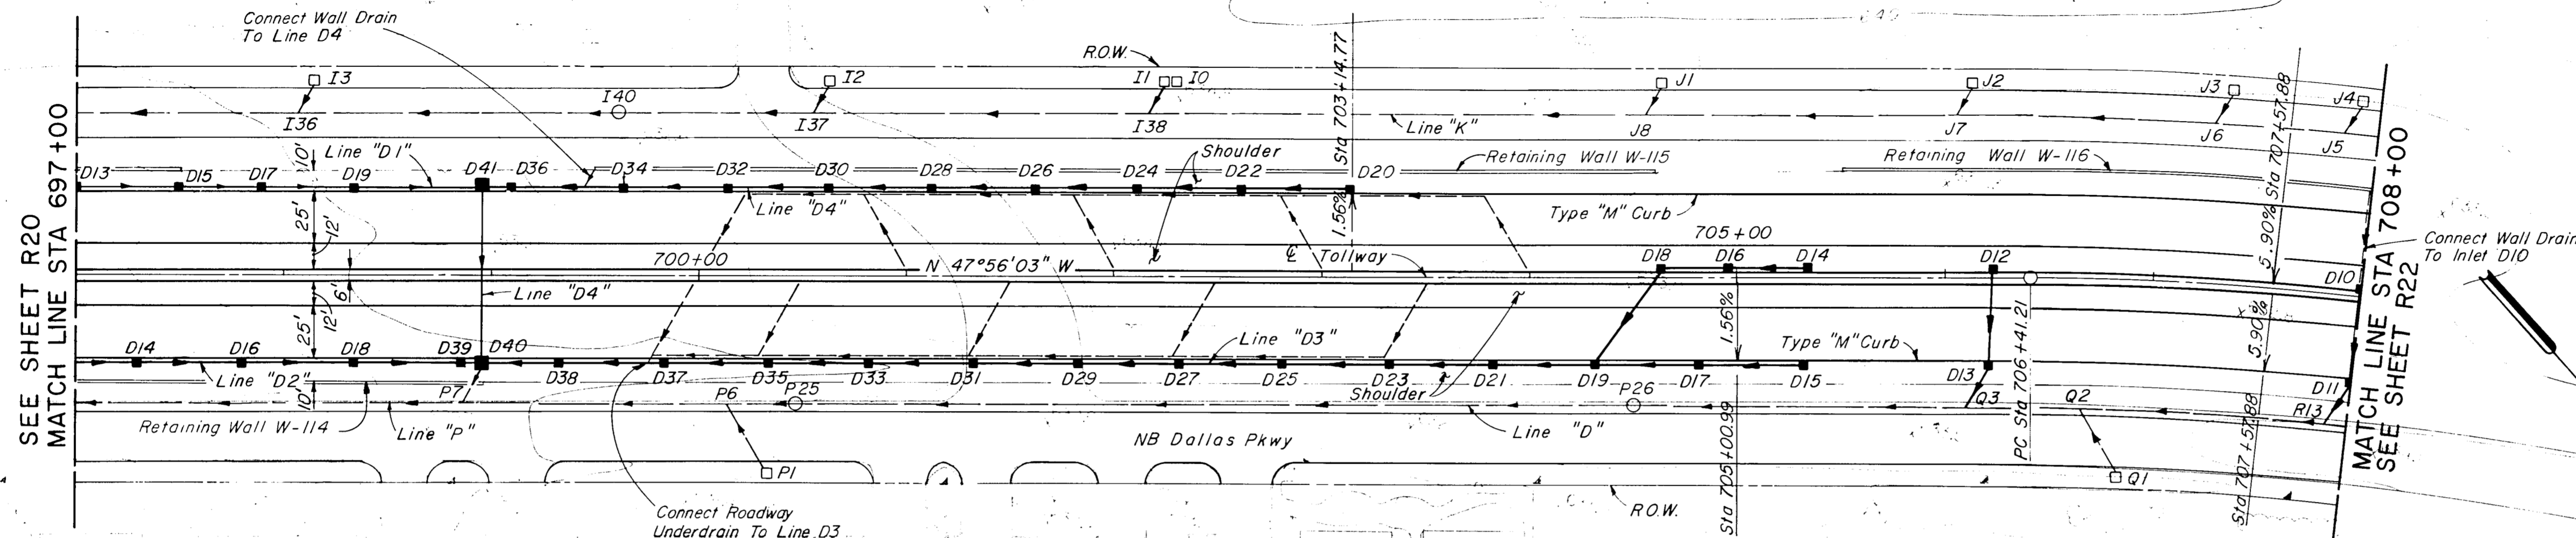 Connect Wall Drain
To Line D4
R.O.W.
Sta 703+14.77
I3
I2
I1
I0
J1
J2
J3
J4
I40
I36
I37
I38
Line "K"
J8
J7
J6
J5
Sta 707+57.88
SEE SHEET R20
MATCH LINE STA 697+00
MATCH LINE STA 708+00
SEE SHEET R22
10'
Line "D1"
Shoulder
Retaining Wall W-115
Retaining Wall W-116
D13
D15
D17
D19
D41
D36
D34
D32
D30
D28
D26
D24
D22
D20
25'
12'
Line "D4"
1.56%
Type "M" Curb
5.90%
Connect Wall Drain
To Inlet D10
700+00
N 47°56'03" W
℄ Tollway
705+00
D18
D16
D14
D12
D10
6'
Line "D4"
25'
12'
PC Sta 706+41.21
1.56%
5.90%
Line "D3"
Type "M" Curb
D14
D16
D18
D39
D40
D38
D37
D35
D33
D31
D29
D27
D25
D23
D21
D19
D17
D15
D13
D11
Line "D2"
10'
P7
P6
P25
Shoulder
P26
Q3
Q2
R13
Retaining Wall W-114
Line "P"
NB Dallas Pkwy
Line "D"
Sta 705+00.99
Sta 707+57.88
P1
Q1
Connect Roadway
Underdrain To Line D3
R.O.W.